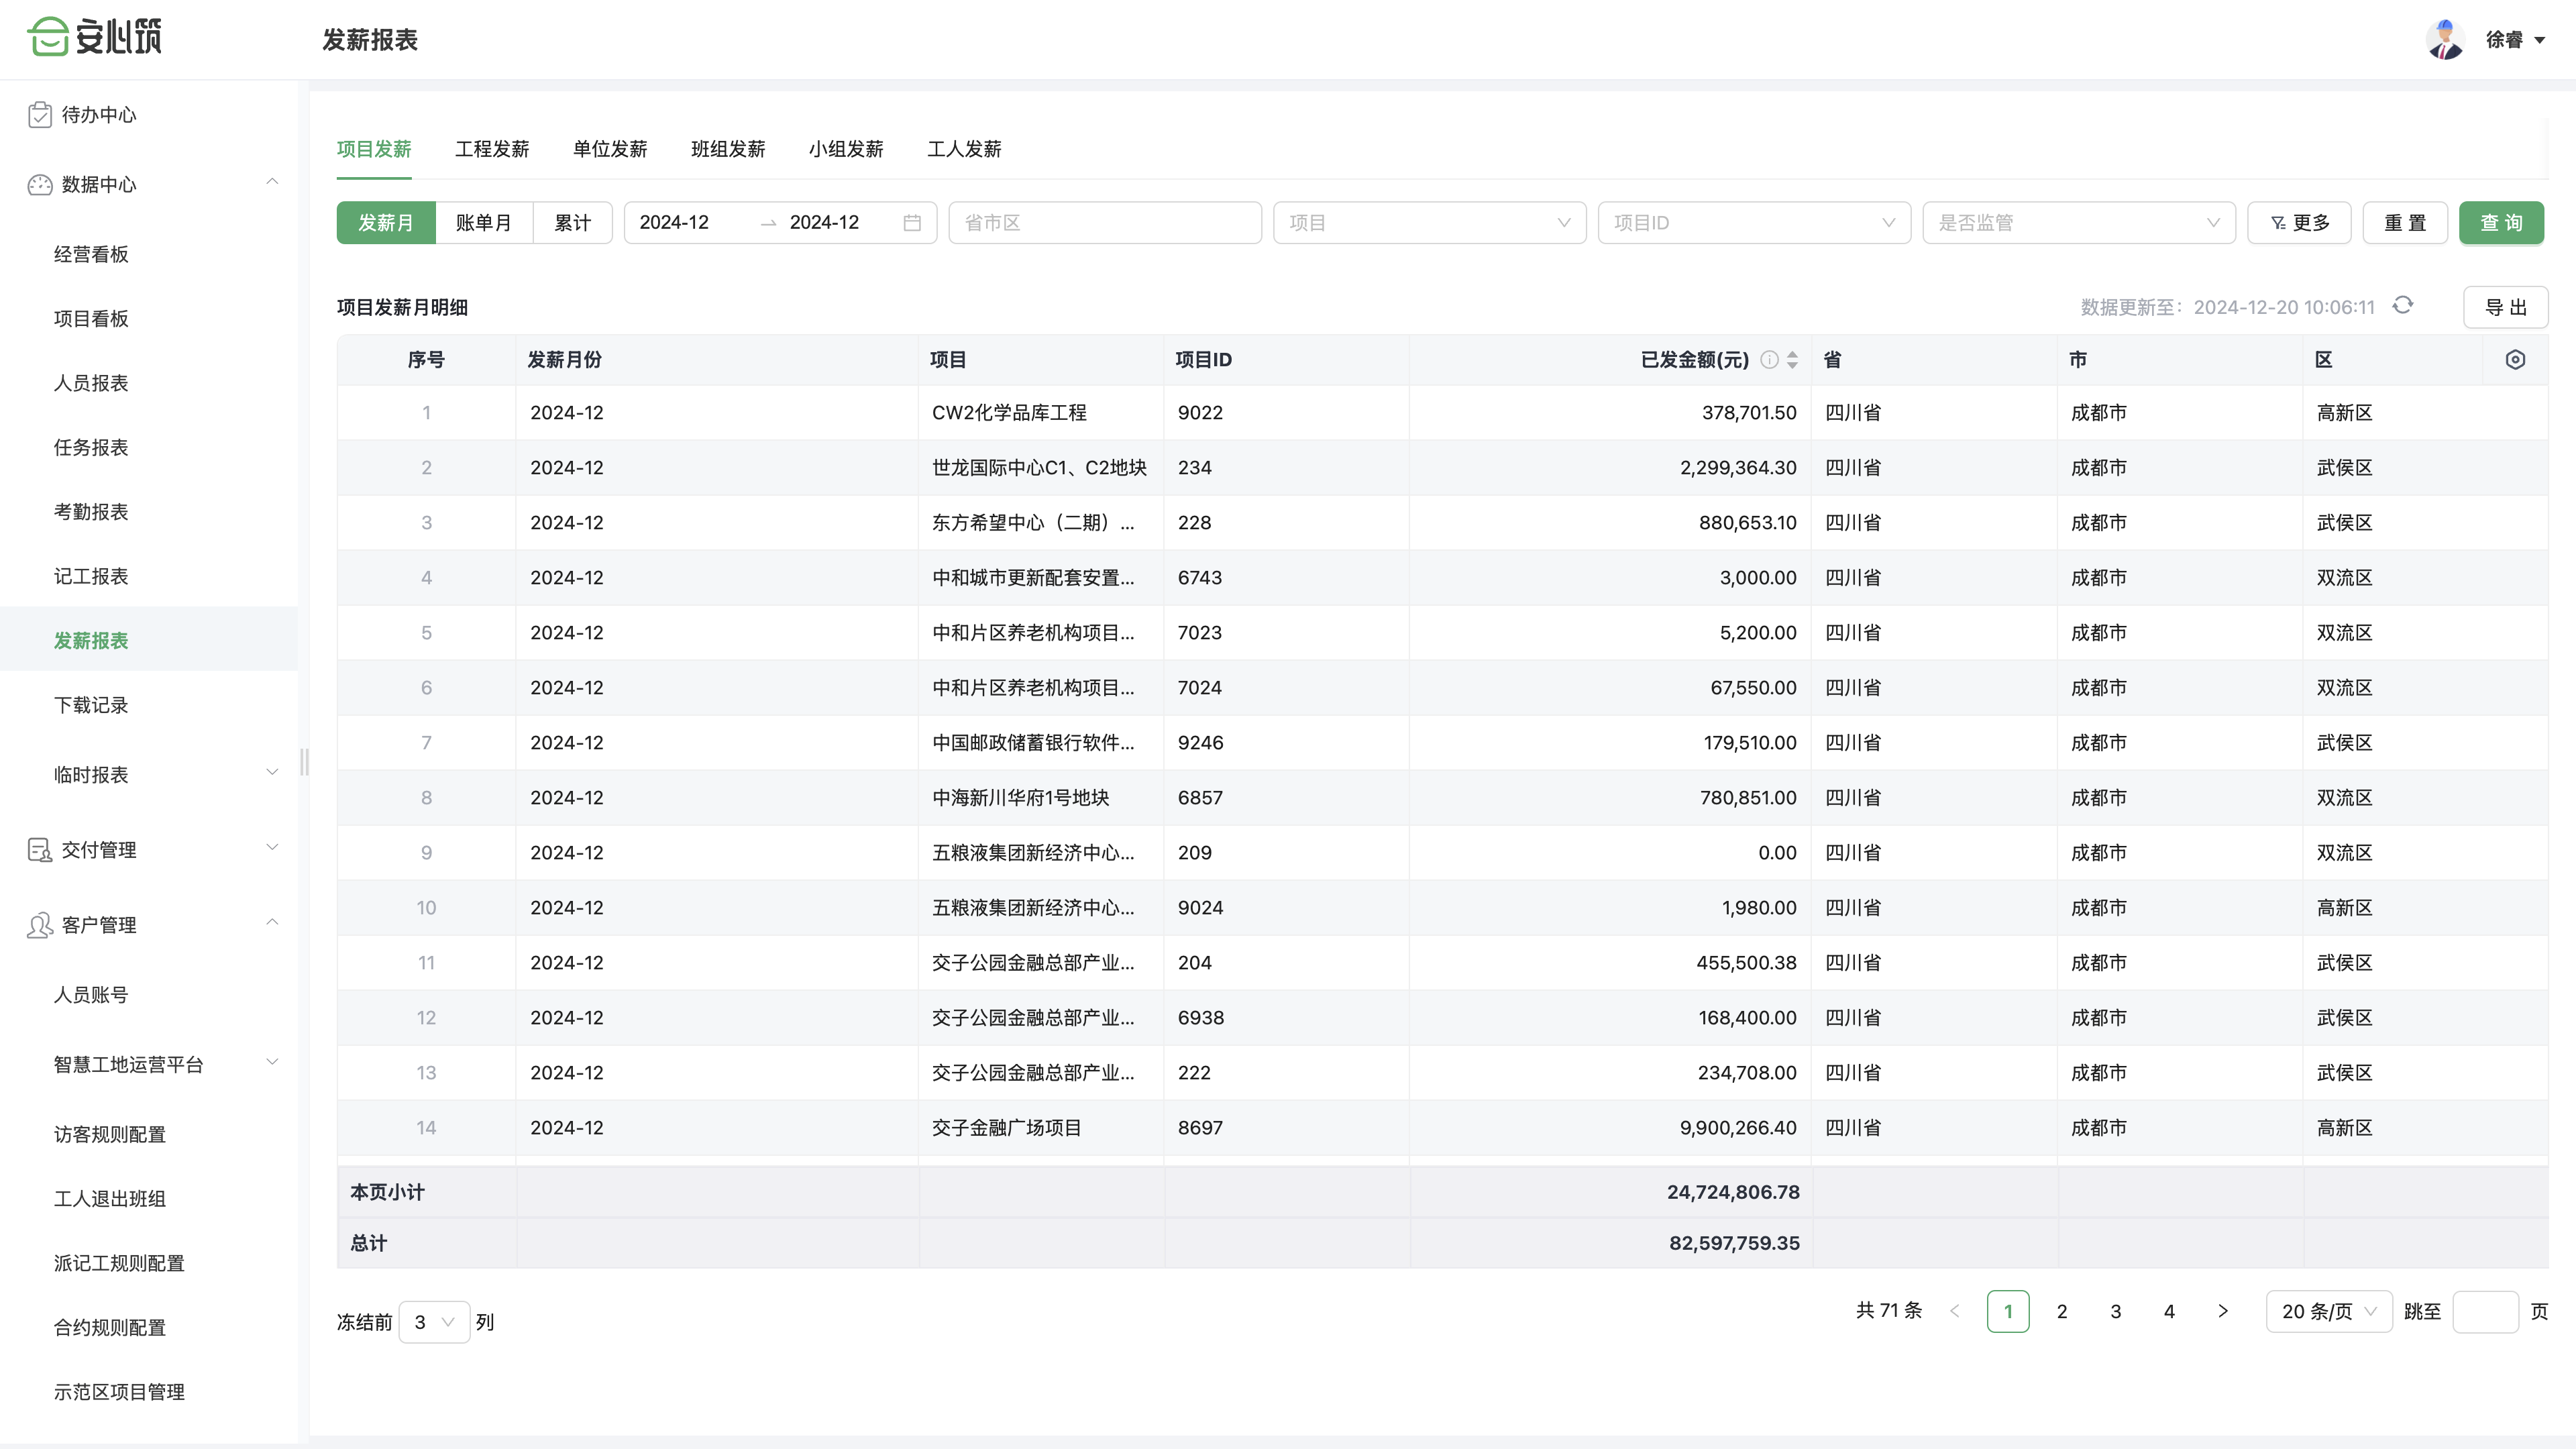 安心筑
发薪报表
徐睿
待办中心
数据中心
经营看板
项目看板
人员报表
任务报表
考勤报表
记工报表
发薪报表
下载记录
临时报表
交付管理
客户管理
人员账号
智慧工地运营平台
访客规则配置
工人退出班组
派记工规则配置
合约规则配置
示范区项目管理
项目发薪 工程发薪 单位发薪 班组发薪 小组发薪 工人发薪
发薪月 账单月 累计 2024-12 → 2024-12 省市区 项目 项目ID 是否监管 更多 重 置 查 询
项目发薪月明细 数据更新至：2024-12-20 10:06:11 导 出
序号 发薪月份 项目 项目ID 已发金额(元) 省 市 区
1 2024-12 CW2化学品库工程 9022 378,701.50 四川省 成都市 高新区
2 2024-12 世龙国际中心C1、C2地块 234 2,299,364.30 四川省 成都市 武侯区
3 2024-12 东方希望中心（二期）... 228 880,653.10 四川省 成都市 武侯区
4 2024-12 中和城市更新配套安置... 6743 3,000.00 四川省 成都市 双流区
5 2024-12 中和片区养老机构项目... 7023 5,200.00 四川省 成都市 双流区
6 2024-12 中和片区养老机构项目... 7024 67,550.00 四川省 成都市 双流区
7 2024-12 中国邮政储蓄银行软件... 9246 179,510.00 四川省 成都市 武侯区
8 2024-12 中海新川华府1号地块 6857 780,851.00 四川省 成都市 双流区
9 2024-12 五粮液集团新经济中心... 209 0.00 四川省 成都市 双流区
10 2024-12 五粮液集团新经济中心... 9024 1,980.00 四川省 成都市 高新区
11 2024-12 交子公园金融总部产业... 204 455,500.38 四川省 成都市 武侯区
12 2024-12 交子公园金融总部产业... 6938 168,400.00 四川省 成都市 武侯区
13 2024-12 交子公园金融总部产业... 222 234,708.00 四川省 成都市 武侯区
14 2024-12 交子金融广场项目 8697 9,900,266.40 四川省 成都市 高新区
本页小计 24,724,806.78
总计 82,597,759.35
冻结前 3 列 共 71 条 < 1 2 3 4 > 20 条/页 跳至 页